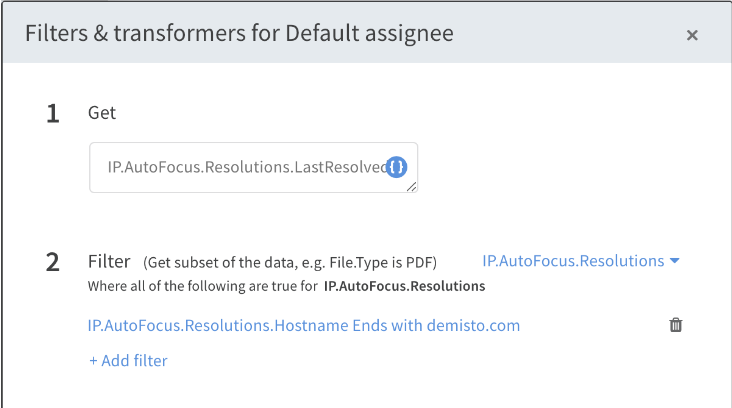 Filters & transformers for Default assignee ×
1 Get
IP.AutoFocus.Resolutions.LastResolved {}
2 Filter (Get subset of the data, e.g. File.Type is PDF) IP.AutoFocus.Resolutions
Where all of the following are true for IP.AutoFocus.Resolutions
IP.AutoFocus.Resolutions.Hostname Ends with demisto.com
+ Add filter